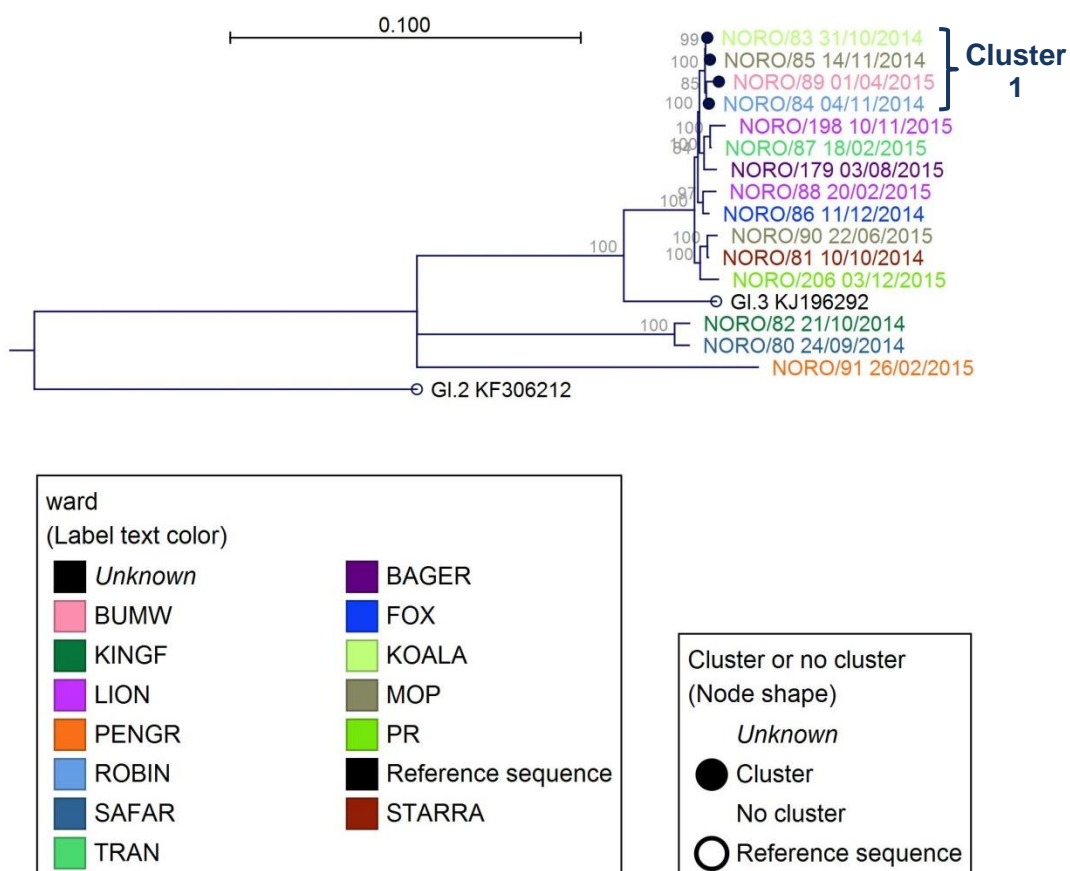 0.100
99 NORO/83 31/10/2014
100 NORO/85 14/11/2014
85 NORO/89 01/04/2015
100 NORO/84 04/11/2014
Cluster
1
100 NORO/198 10/11/2015
100 NORO/87 18/02/2015
NORO/179 03/08/2015
97 NORO/88 20/02/2015
100 NORO/86 11/12/2014
100 NORO/90 22/06/2015
100 NORO/81 10/10/2014
NORO/206 03/12/2015
100
GI.3 KJ196292
100 NORO/82 21/10/2014
NORO/80 24/09/2014
NORO/91 26/02/2015
GI.2 KF306212
ward
(Label text color)
Unknown
BUMW
KINGF
LION
PENGR
ROBIN
SAFAR
TRAN
BAGER
FOX
KOALA
MOP
PR
Reference sequence
STARRA
Cluster or no cluster
(Node shape)
Unknown
Cluster
No cluster
Reference sequence